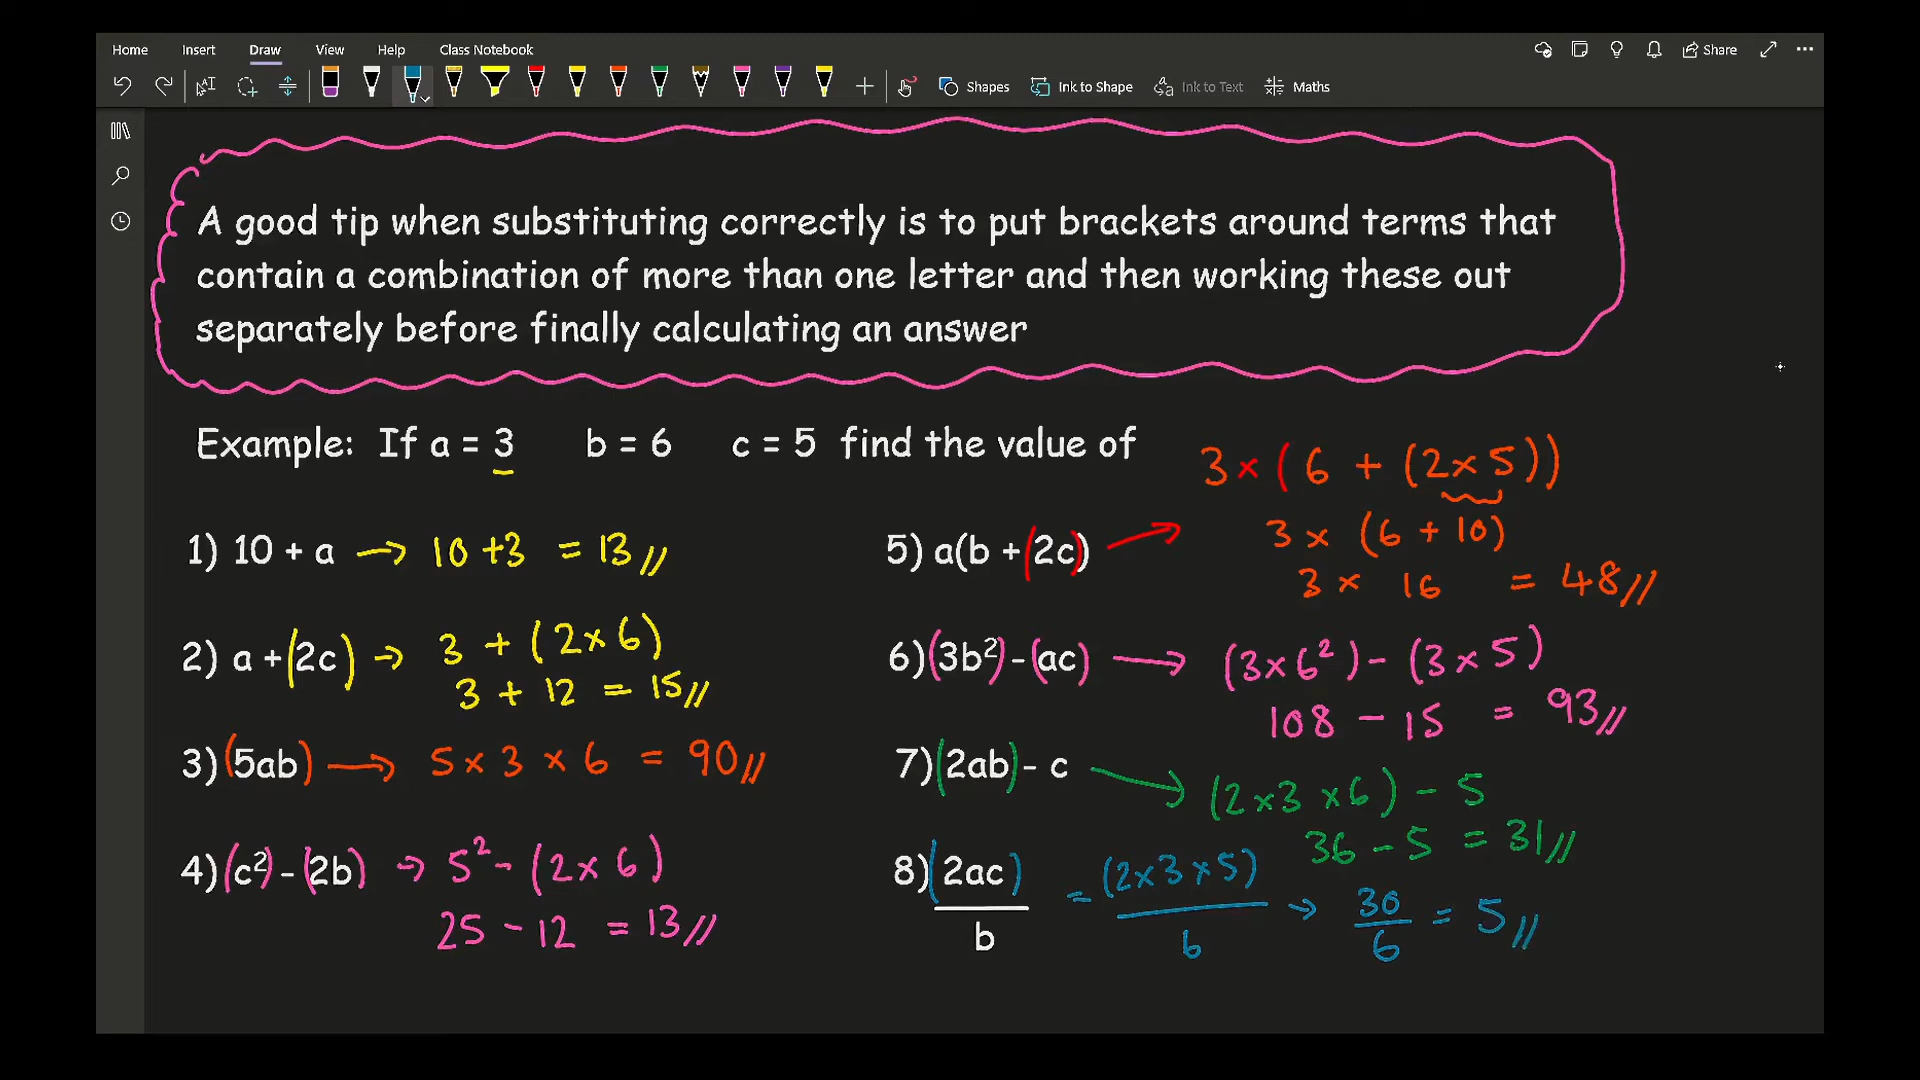 Home Insert Draw View Help Class Notebook
Share
Shapes Ink to Shape Ink to Text Maths
A good tip when substituting correctly is to put brackets around terms that
contain a combination of more than one letter and then working these out
separately before finally calculating an answer
Example: If a = 3 b = 6 c = 5 find the value of
1) 10 + a → 10 + 3 = 13//
2) a + (2c) → 3 + (2 × 6)
3 + 12 = 15//
3) (5ab) → 5 × 3 × 6 = 90//
4) (c²) - (2b) → 5² - (2 × 6)
25 - 12 = 13//
5) a(b + (2c)) → 3 × (6 + (2 × 5))
3 × (6 + 10)
3 × 16 = 48//
6) (3b²) - (ac) → (3 × 6²) - (3 × 5)
108 - 15 = 93//
7) (2ab) - c → (2 × 3 × 6) - 5
36 - 5 = 31//
8) (2ac) = (2 × 3 × 5) → 30 = 5//
b 6 6